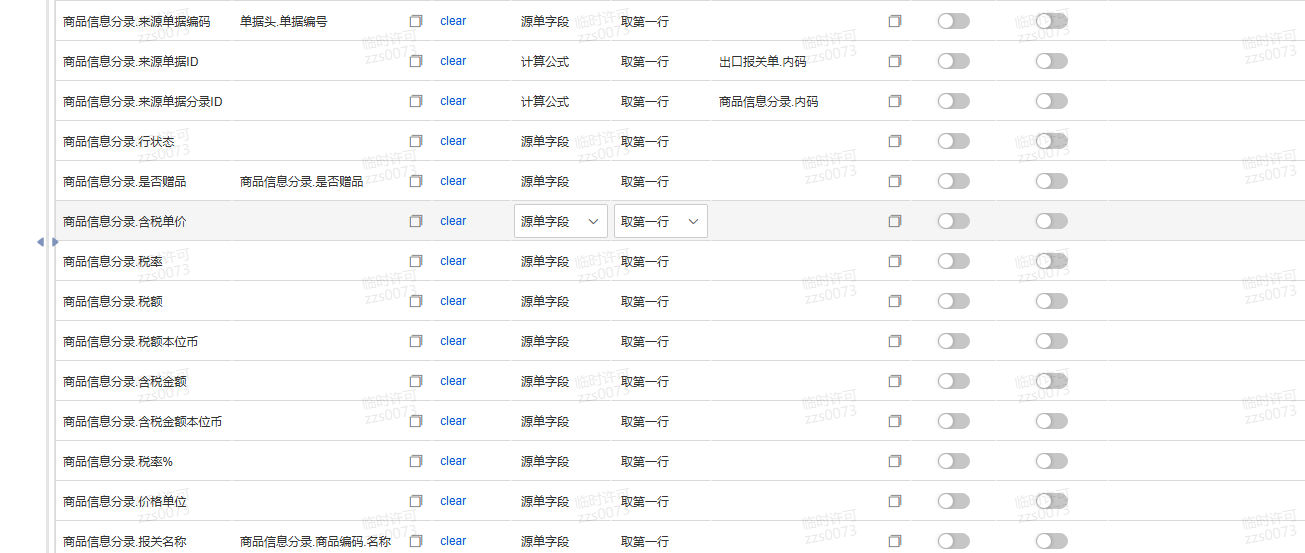 商品信息分录.来源单据编码 单据头.单据编号 clear 源单字段 取第一行
商品信息分录.来源单据ID clear 计算公式 取第一行 出口报关单.内码
商品信息分录.来源单据分录ID clear 计算公式 取第一行 商品信息分录.内码
商品信息分录.行状态 clear 源单字段 取第一行
商品信息分录.是否赠品 商品信息分录.是否赠品 clear 源单字段 取第一行
商品信息分录.含税单价 clear 源单字段 取第一行
商品信息分录.税率 clear 源单字段 取第一行
商品信息分录.税额 clear 源单字段 取第一行
商品信息分录.税额本位币 clear 源单字段 取第一行
商品信息分录.含税金额 clear 源单字段 取第一行
商品信息分录.含税金额本位币 clear 源单字段 取第一行
商品信息分录.税率% clear 源单字段 取第一行
商品信息分录.价格单位 clear 源单字段 取第一行
商品信息分录.报关名称 商品信息分录.商品编码.名称 clear 源单字段 取第一行
临时许可
zzs0073